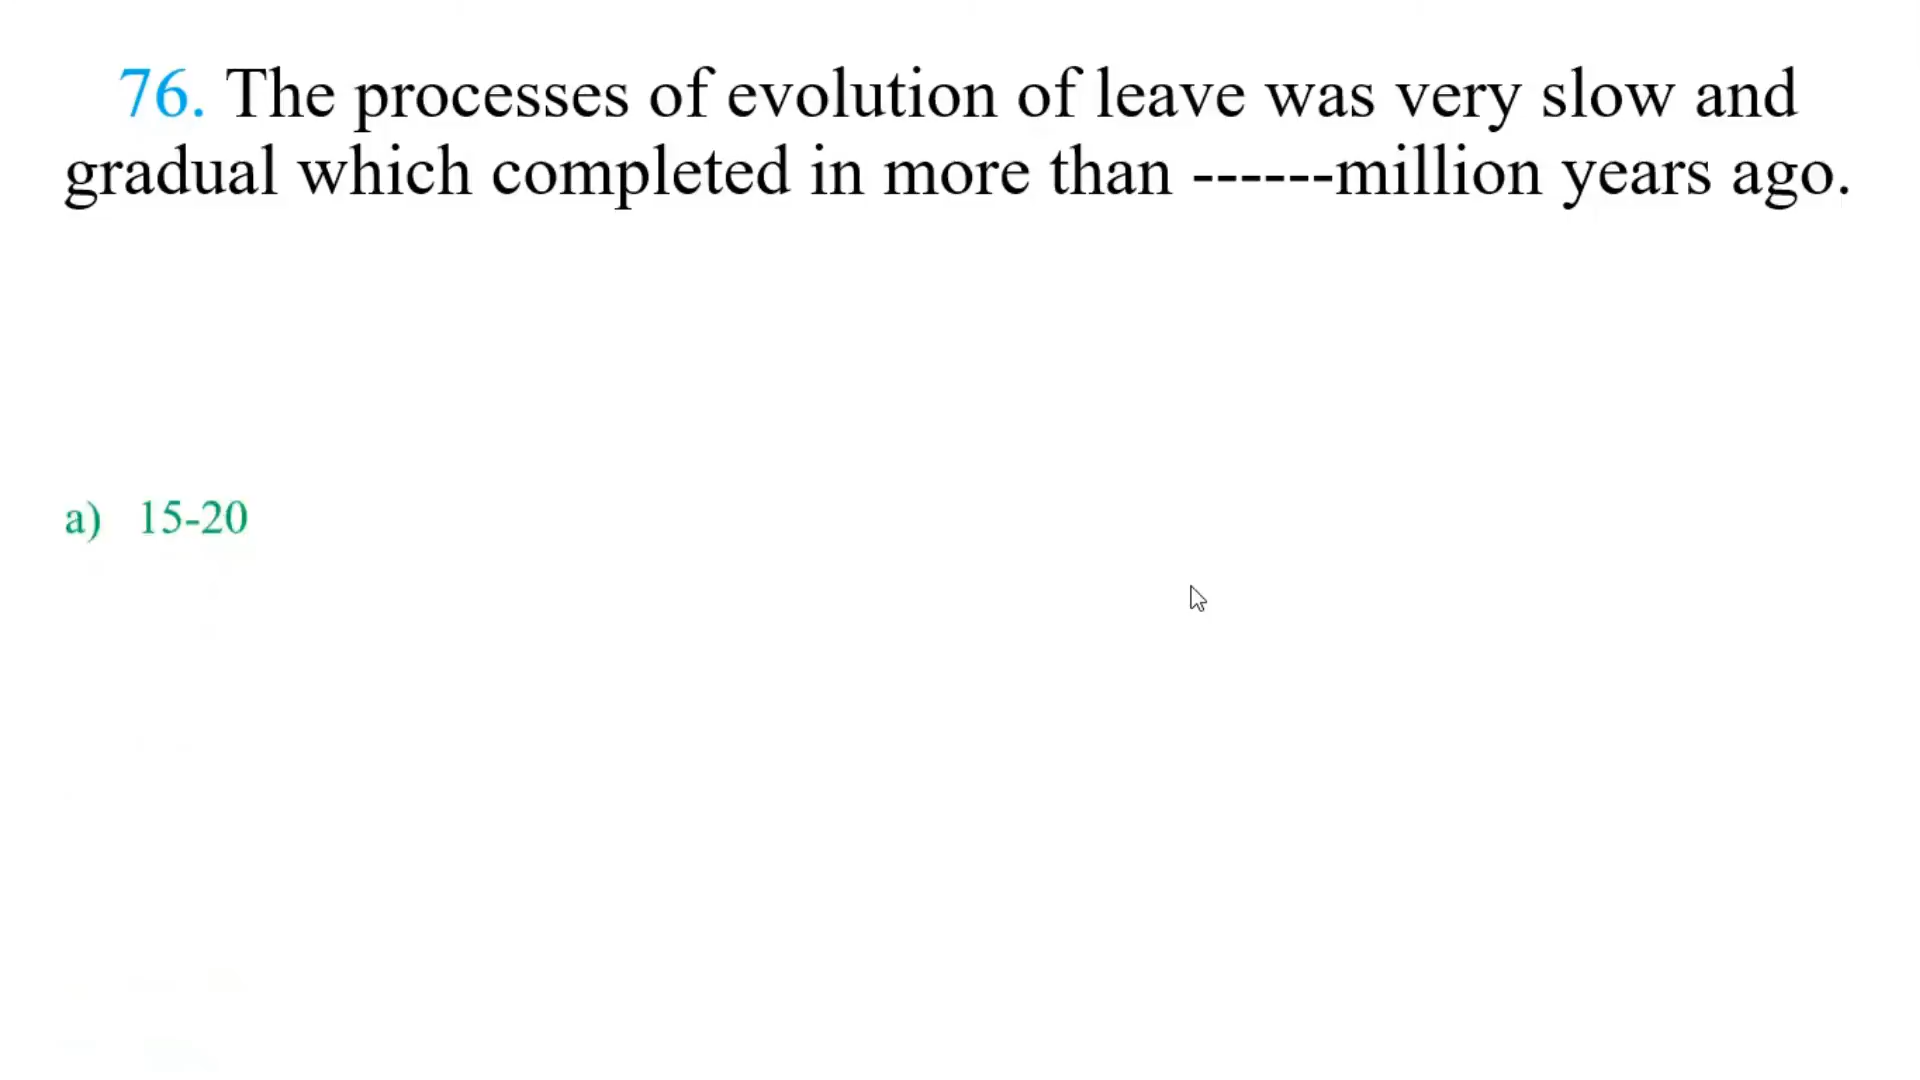 76. The processes of evolution of leave was very slow and
gradual which completed in more than ------million years ago.
a) 15-20